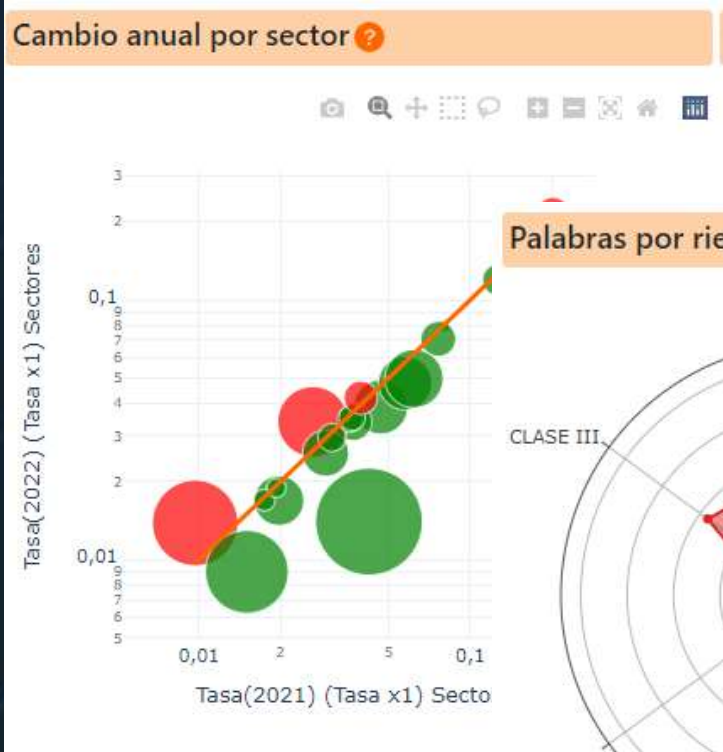 Cambio anual por sector ?
3
2
0,1
9
8
7
6
5
4
3
2
0,01
9
8
7
6
5
Tasa(2022) (Tasa x1) Sectores
0,01 2 5 0,1
Tasa(2021) (Tasa x1) Secto
Palabras por rie
CLASE III